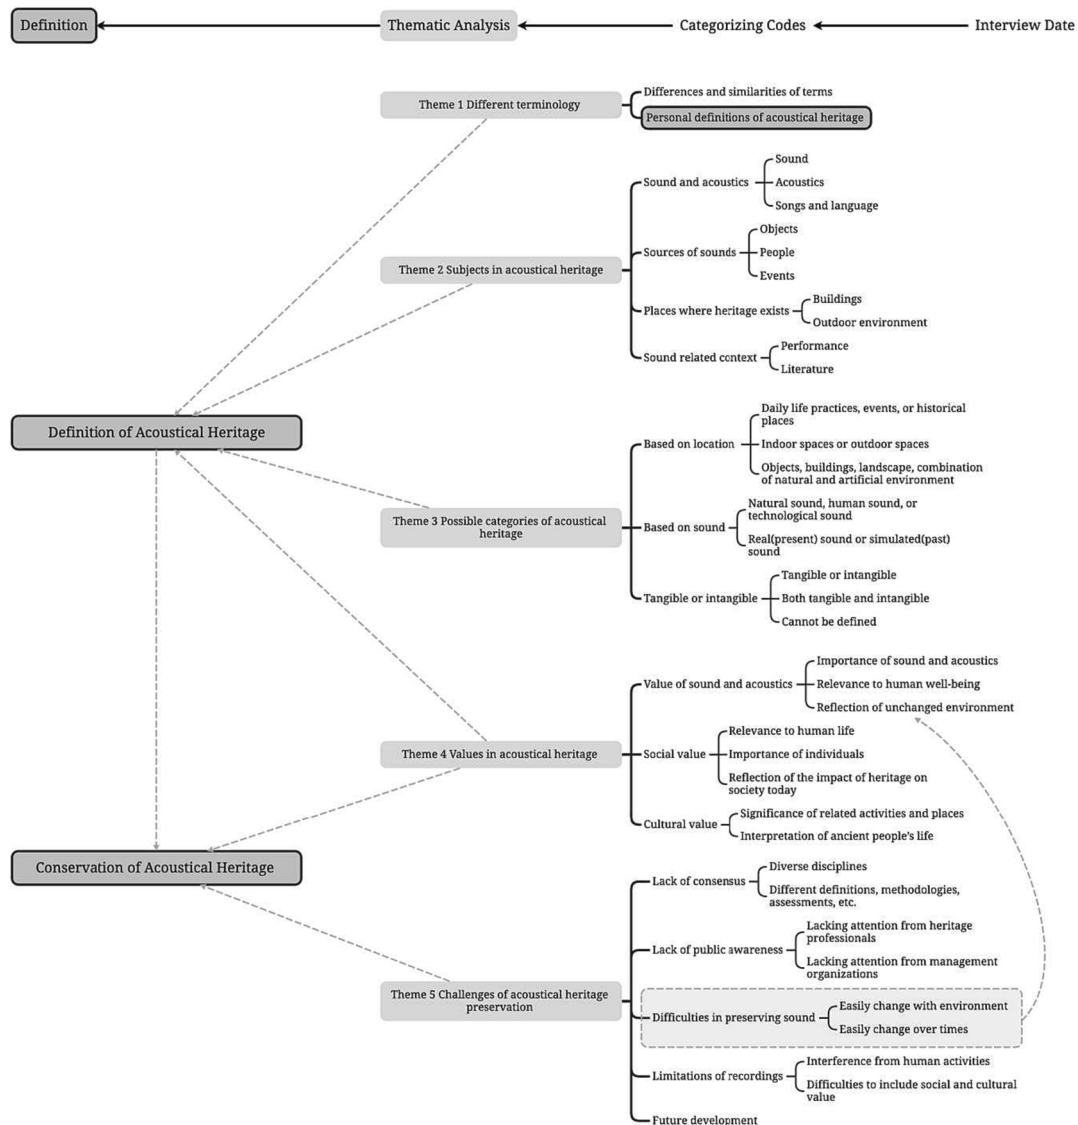 Definition
Thematic Analysis
Categorizing Codes
Interview Date
Theme 1 Different terminology
Differences and similarities of terms
Personal definitions of acoustical heritage
Theme 2 Subjects in acoustical heritage
Sound and acoustics
Sound
Acoustics
Songs and language
Sources of sounds
Objects
People
Events
Places where heritage exists
Buildings
Outdoor environment
Sound related context
Performance
Literature
Definition of Acoustical Heritage
Theme 3 Possible categories of acoustical
heritage
Based on location
Daily life practices, events, or historical
places
Indoor spaces or outdoor spaces
Objects, buildings, landscape, combination
of natural and artificial environment
Based on sound
Natural sound, human sound, or
technological sound
Real(present) sound or simulated(past)
sound
Tangible or intangible
Tangible or intangible
Both tangible and intangible
Cannot be defined
Theme 4 Values in acoustical heritage
Value of sound and acoustics
Importance of sound and acoustics
Relevance to human well-being
Reflection of unchanged environment
Social value
Relevance to human life
Importance of individuals
Reflection of the impact of heritage on
society today
Cultural value
Significance of related activities and places
Interpretation of ancient people's life
Conservation of Acoustical Heritage
Theme 5 Challenges of acoustical heritage
preservation
Lack of consensus
Diverse disciplines
Different definitions, methodologies,
assessments, etc.
Lack of public awareness
Lacking attention from heritage
professionals
Lacking attention from management
organizations
Difficulties in preserving sound
Easily change with environment
Easily change over times
Limitations of recordings
Interference from human activities
Difficulties to include social and cultural
value
Future development